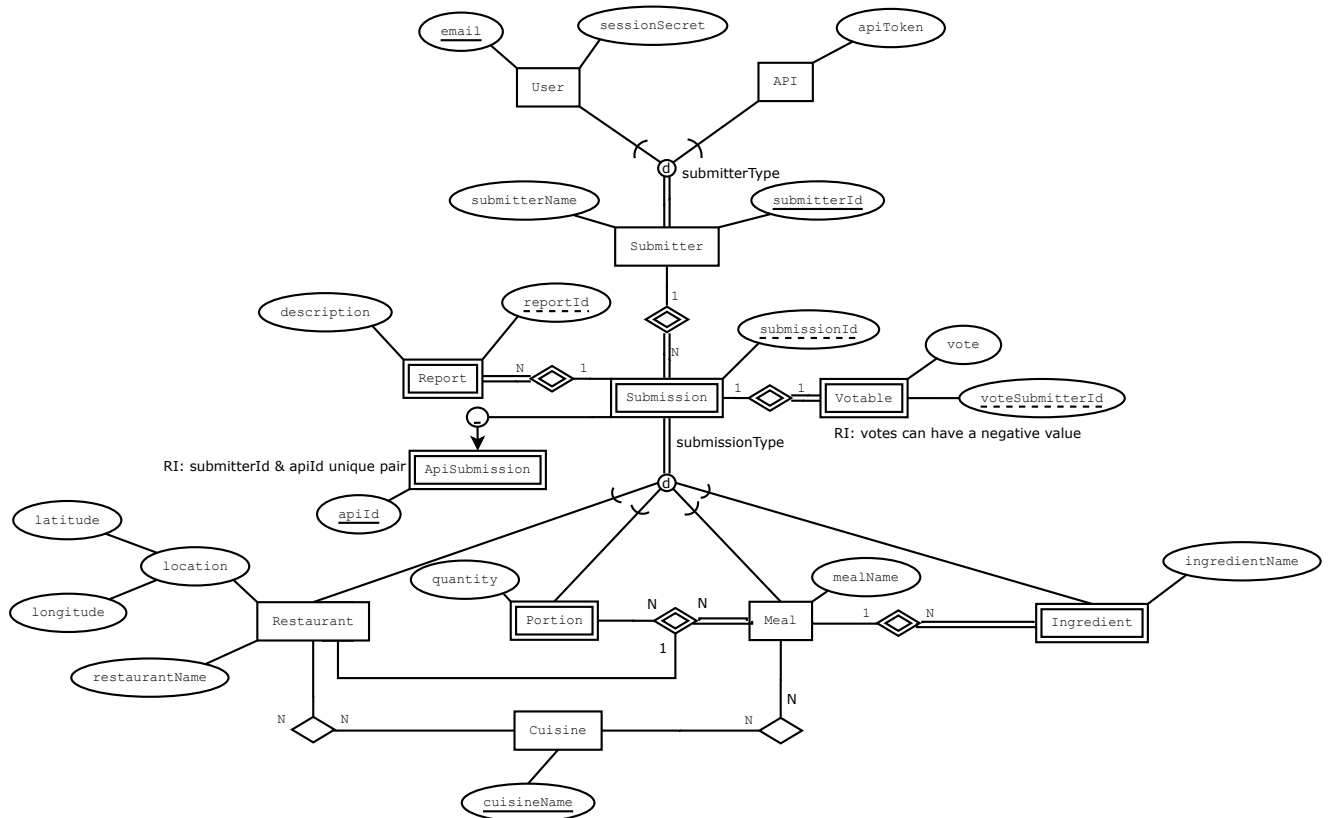 email
sessionSecret
apiToken
User
API
d
submitterType
submitterName
submitterId
Submitter
1
description
reportId
submissionId
vote
N
Report
N
1
Submission
1
1
Votable
voteSubmitterId
RI: votes can have a negative value
submissionType
RI: submitterId & apiId unique pair
ApiSubmission
d
apiId
latitude
location
quantity
mealName
ingredientName
longitude
Restaurant
Portion
N
N
Meal
1
N
Ingredient
1
restaurantName
N
N
N
Cuisine
N
cuisineName